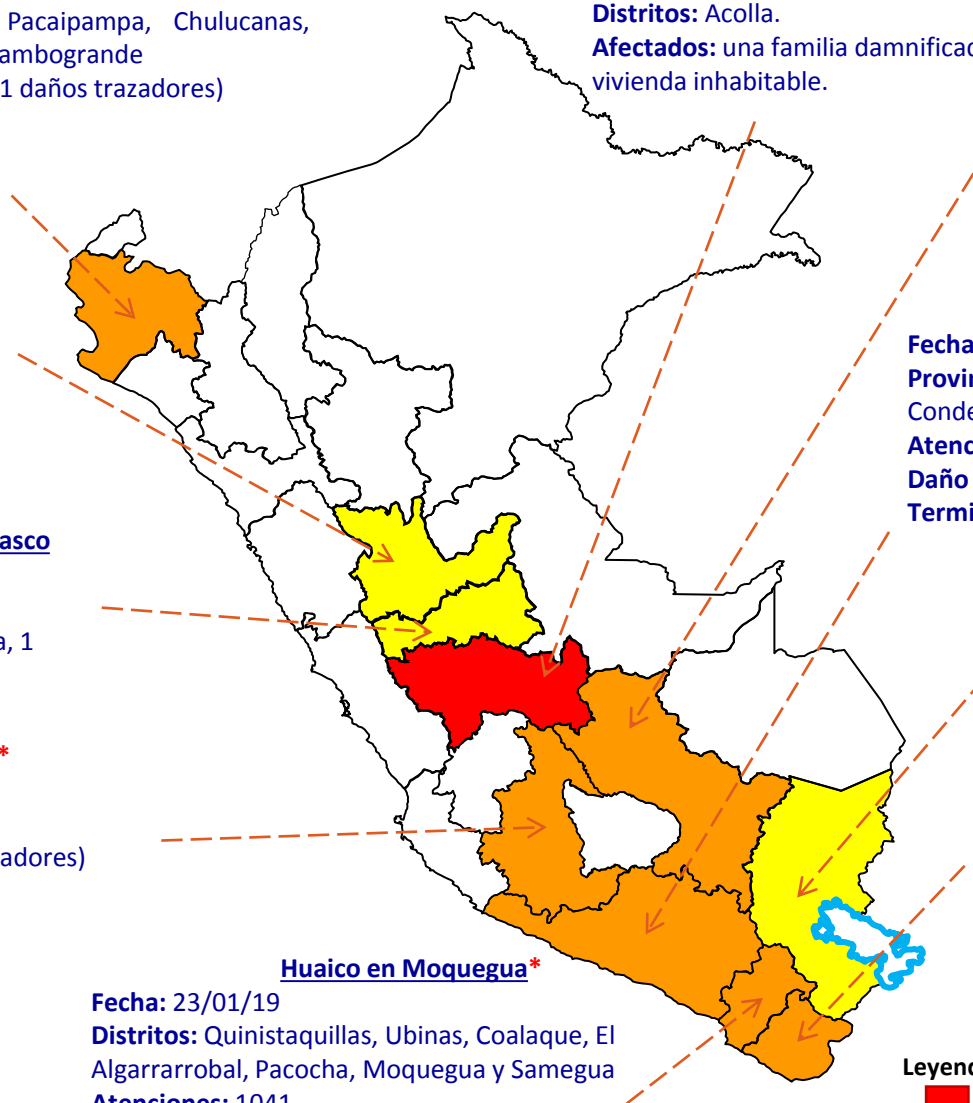 Pacaipampa, Chulucanas,
ambogrande
1 daños trazadores)
Distritos: Acolla.
Afectados: una familia damnificad
vivienda inhabitable.
Fecha
Provin
Conde
Atenc
Daño
Termi
asco
a, 1
*
adores)
Huaico en Moquegua*
Fecha: 23/01/19
Distritos: Quinistaquillas, Ubinas, Coalaque, El
Algarrarrobal, Pacocha, Moquegua y Samegua
Atenciones: 1041
Leyend